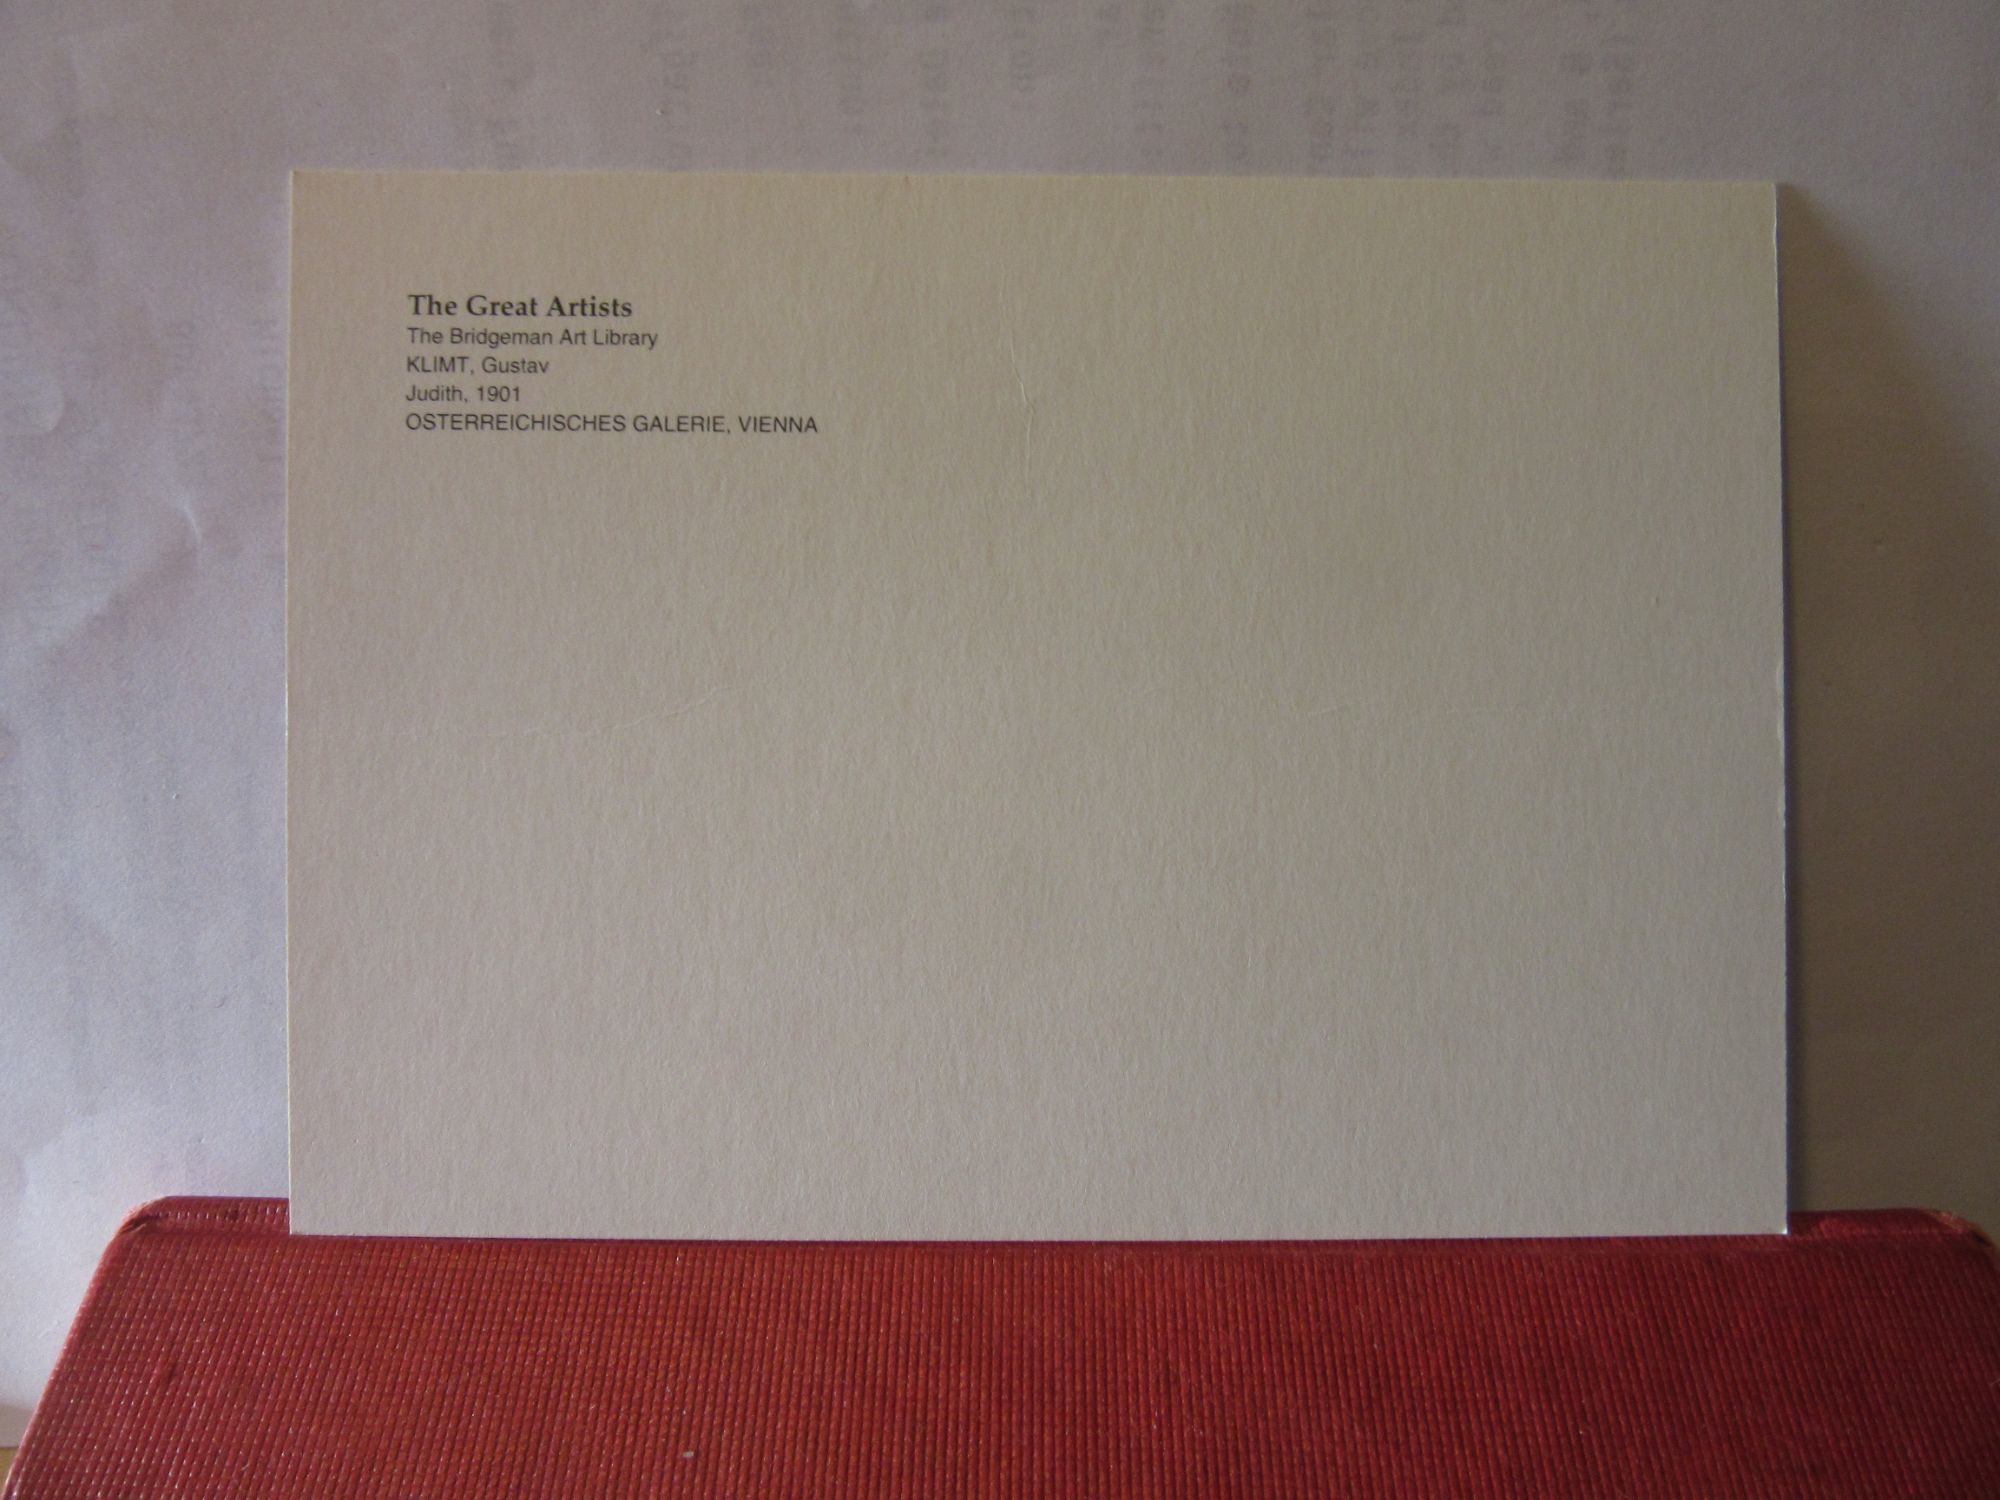 The Great Artists
The Bridgeman Art Library
KLIMT, Gustav
Judith, 1901
OSTERREICHISCHES GALERIE, VIENNA